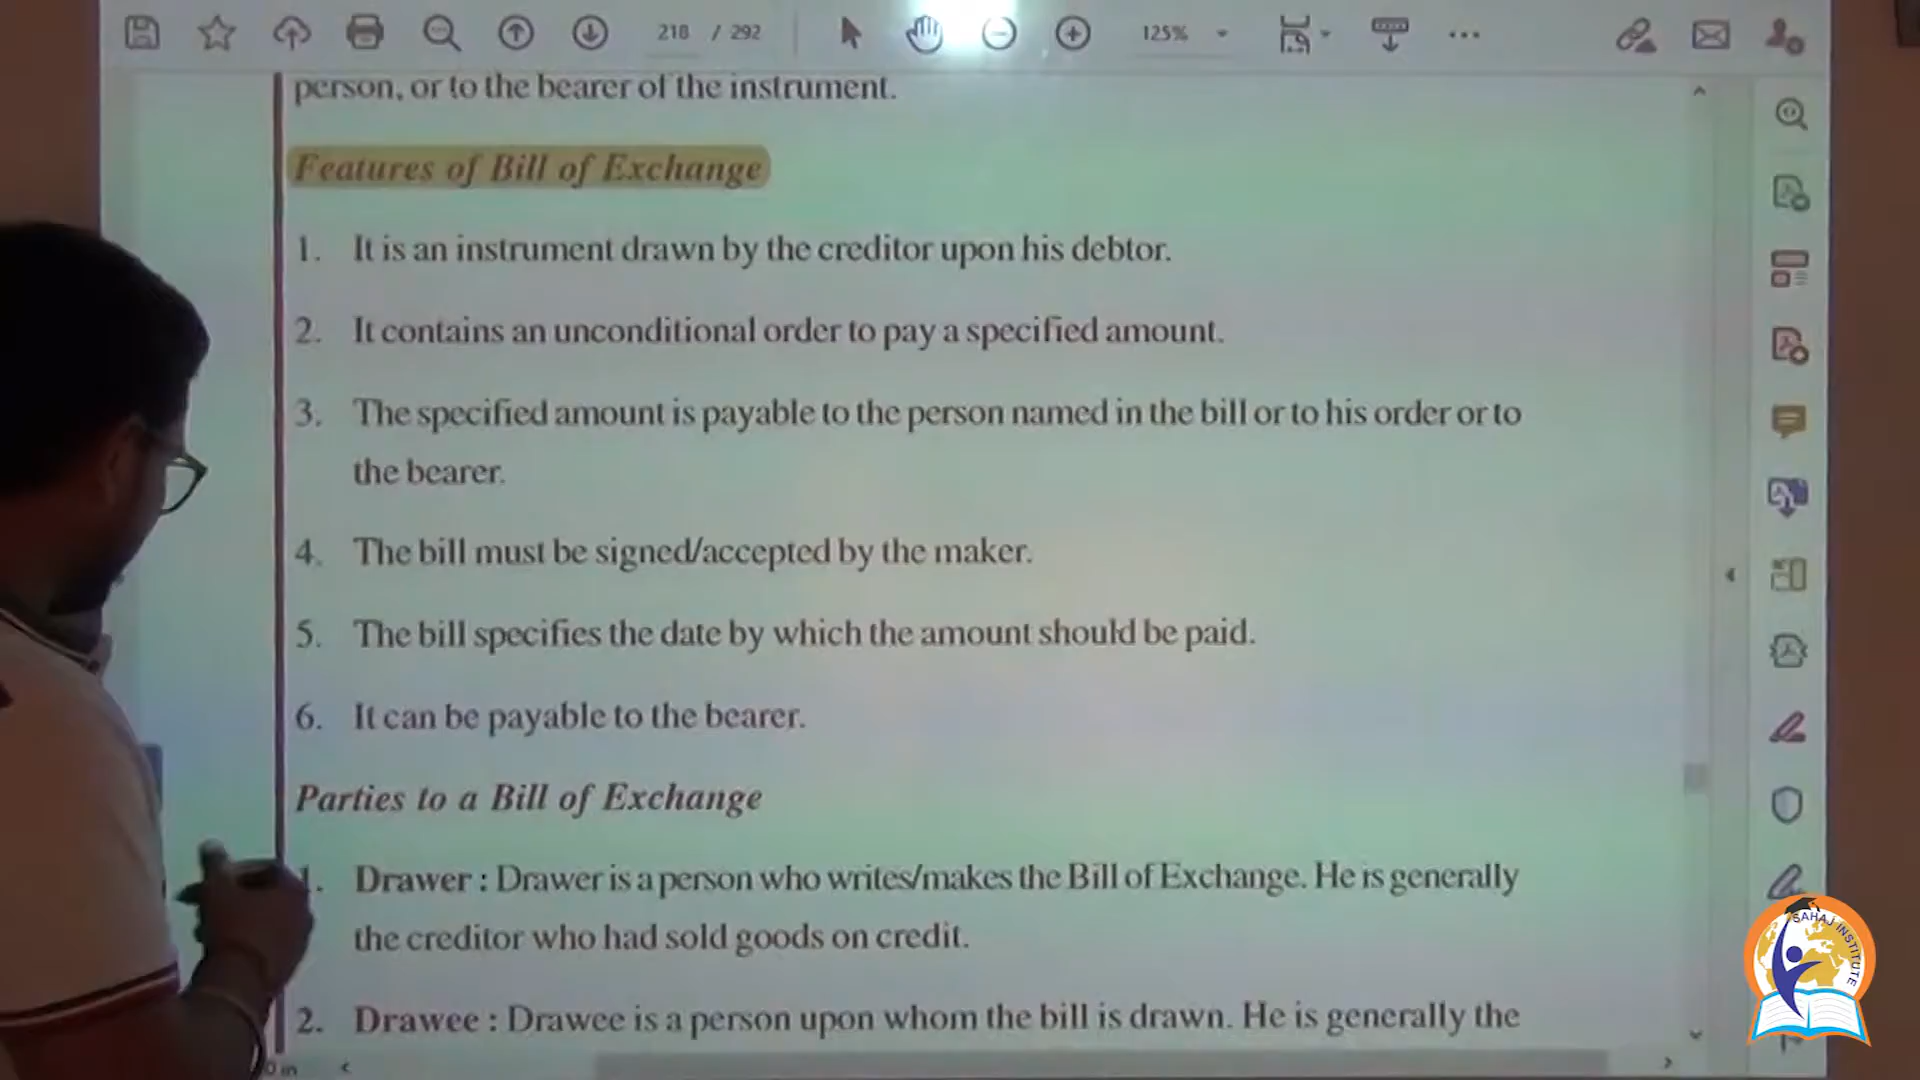 218 / 292
125%
person, or to the bearer of the instrument.
Features of Bill of Exchange
1. It is an instrument drawn by the creditor upon his debtor.
2. It contains an unconditional order to pay a specified amount.
3. The specified amount is payable to the person named in the bill or to his order or to
the bearer.
4. The bill must be signed/accepted by the maker.
5. The bill specifies the date by which the amount should be paid.
6. It can be payable to the bearer.
Parties to a Bill of Exchange
1. Drawer : Drawer is a person who writes/makes the Bill of Exchange. He is generally
the creditor who had sold goods on credit.
2. Drawee : Drawee is a person upon whom the bill is drawn. He is generally the
SAHAJ INSTITUTE